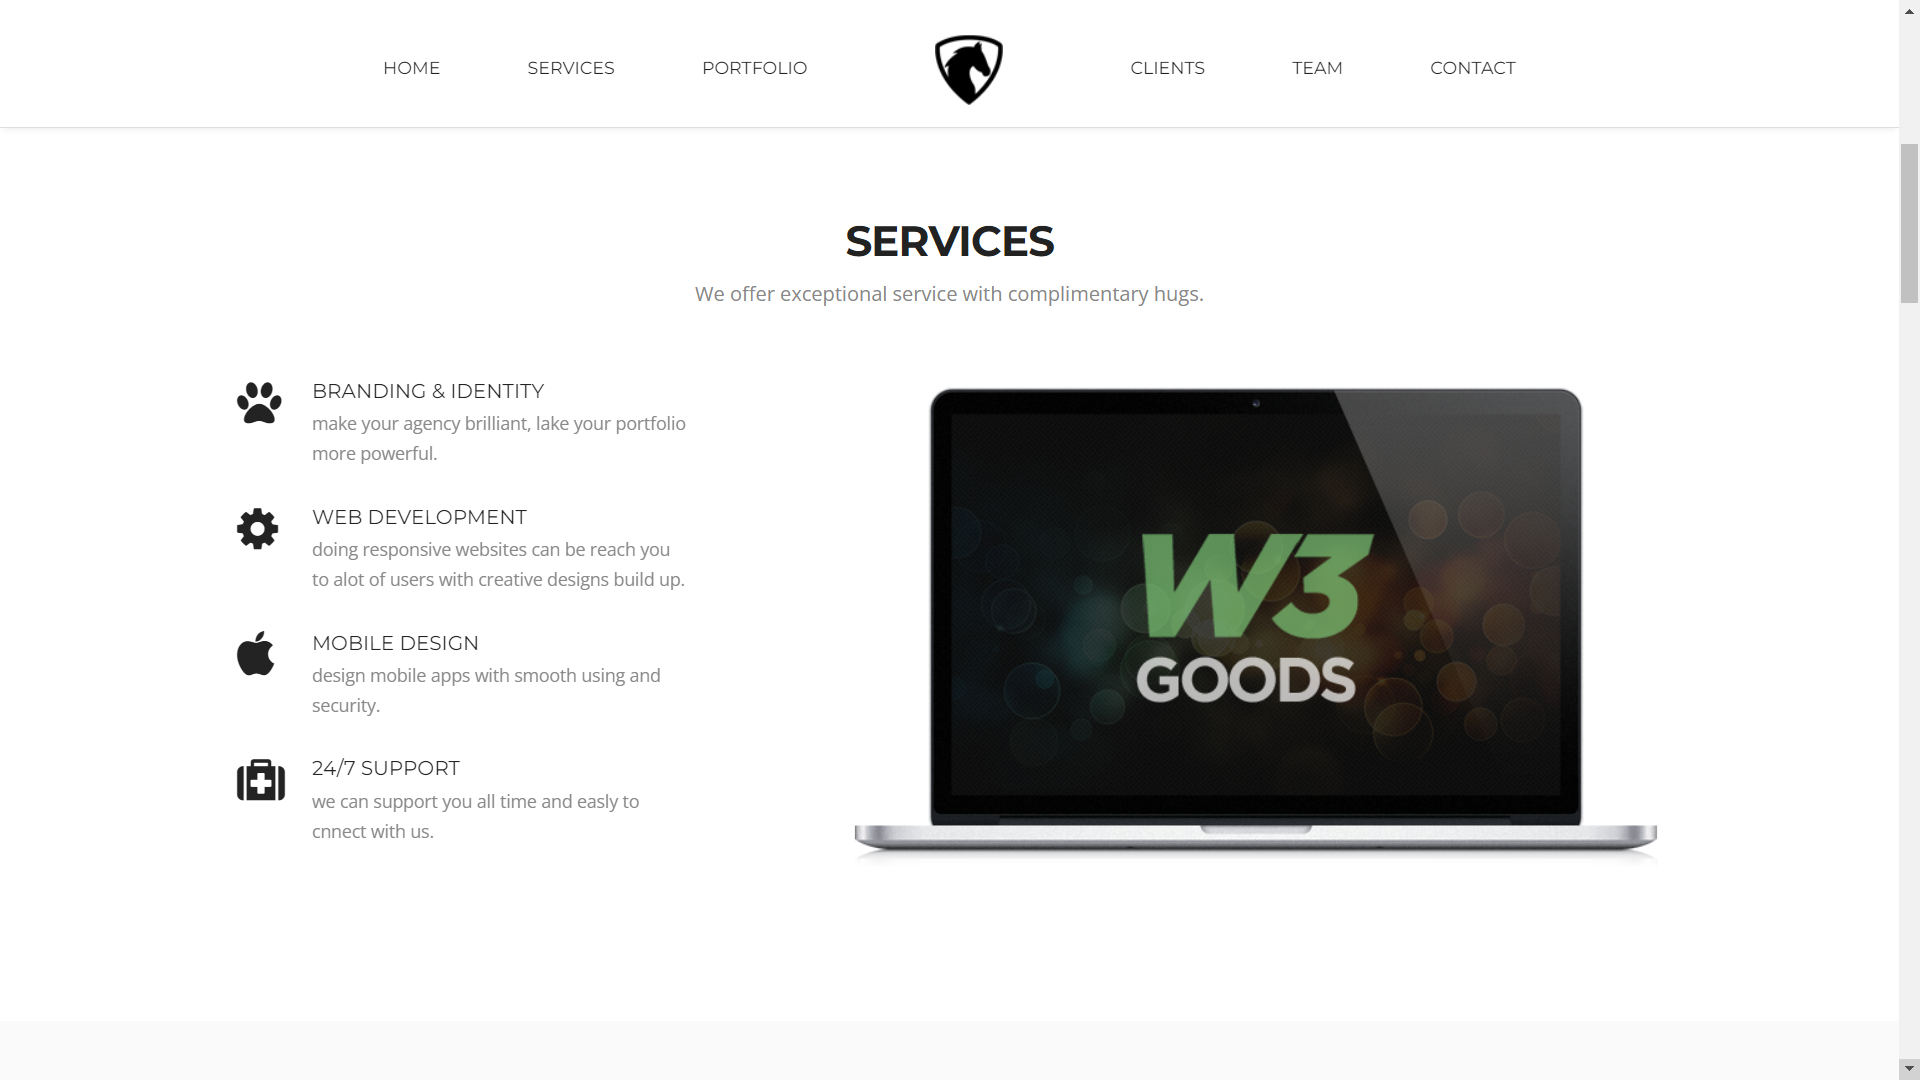 HOME
SERVICES
PORTFOLIO
CLIENTS
TEAM
CONTACT
SERVICES
We offer exceptional service with complimentary hugs.
BRANDING & IDENTITY
make your agency brilliant, lake your portfolio
more powerful.
WEB DEVELOPMENT
doing responsive websites can be reach you
to alot of users with creative designs build up.
MOBILE DESIGN
design mobile apps with smooth using and
security.
24/7 SUPPORT
we can support you all time and easly to
cnnect with us.
W3
GOODS